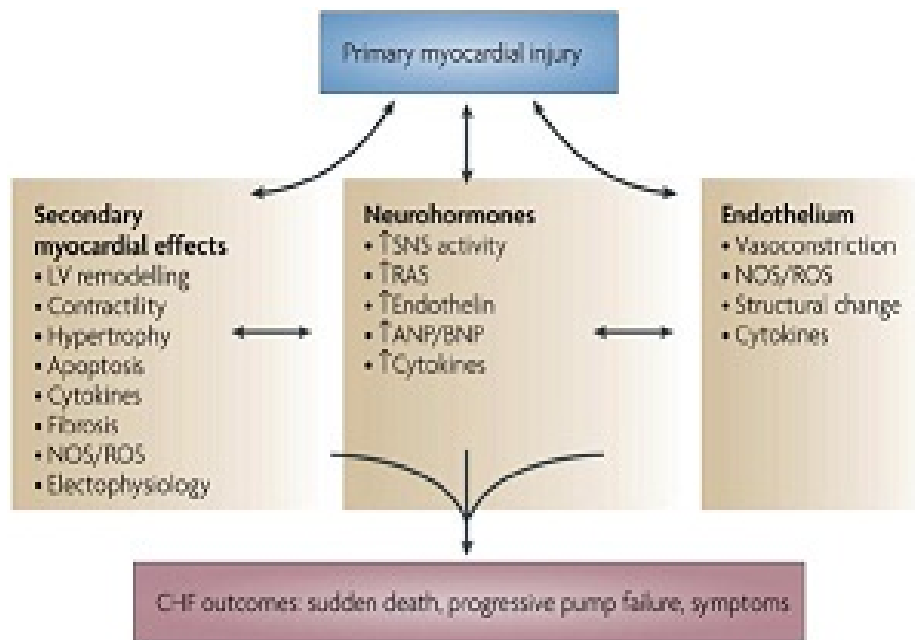 Primary myocardial injury
Secondary
myocardial effects
• LV remodelling
• Contractility
• Hypertrophy
• Apoptosis
• Cytokines
• Fibrosis
• NOS/ROS
• Electophysiology
Neurohormones
• ↑SNS activity
• ↑RAS
• ↑Endothelin
• ↑ANP/BNP
• ↑Cytokines
Endothelium
• Vasoconstriction
• NOS/ROS
• Structural change
• Cytokines
CHF outcomes: sudden death, progressive pump failure, symptoms